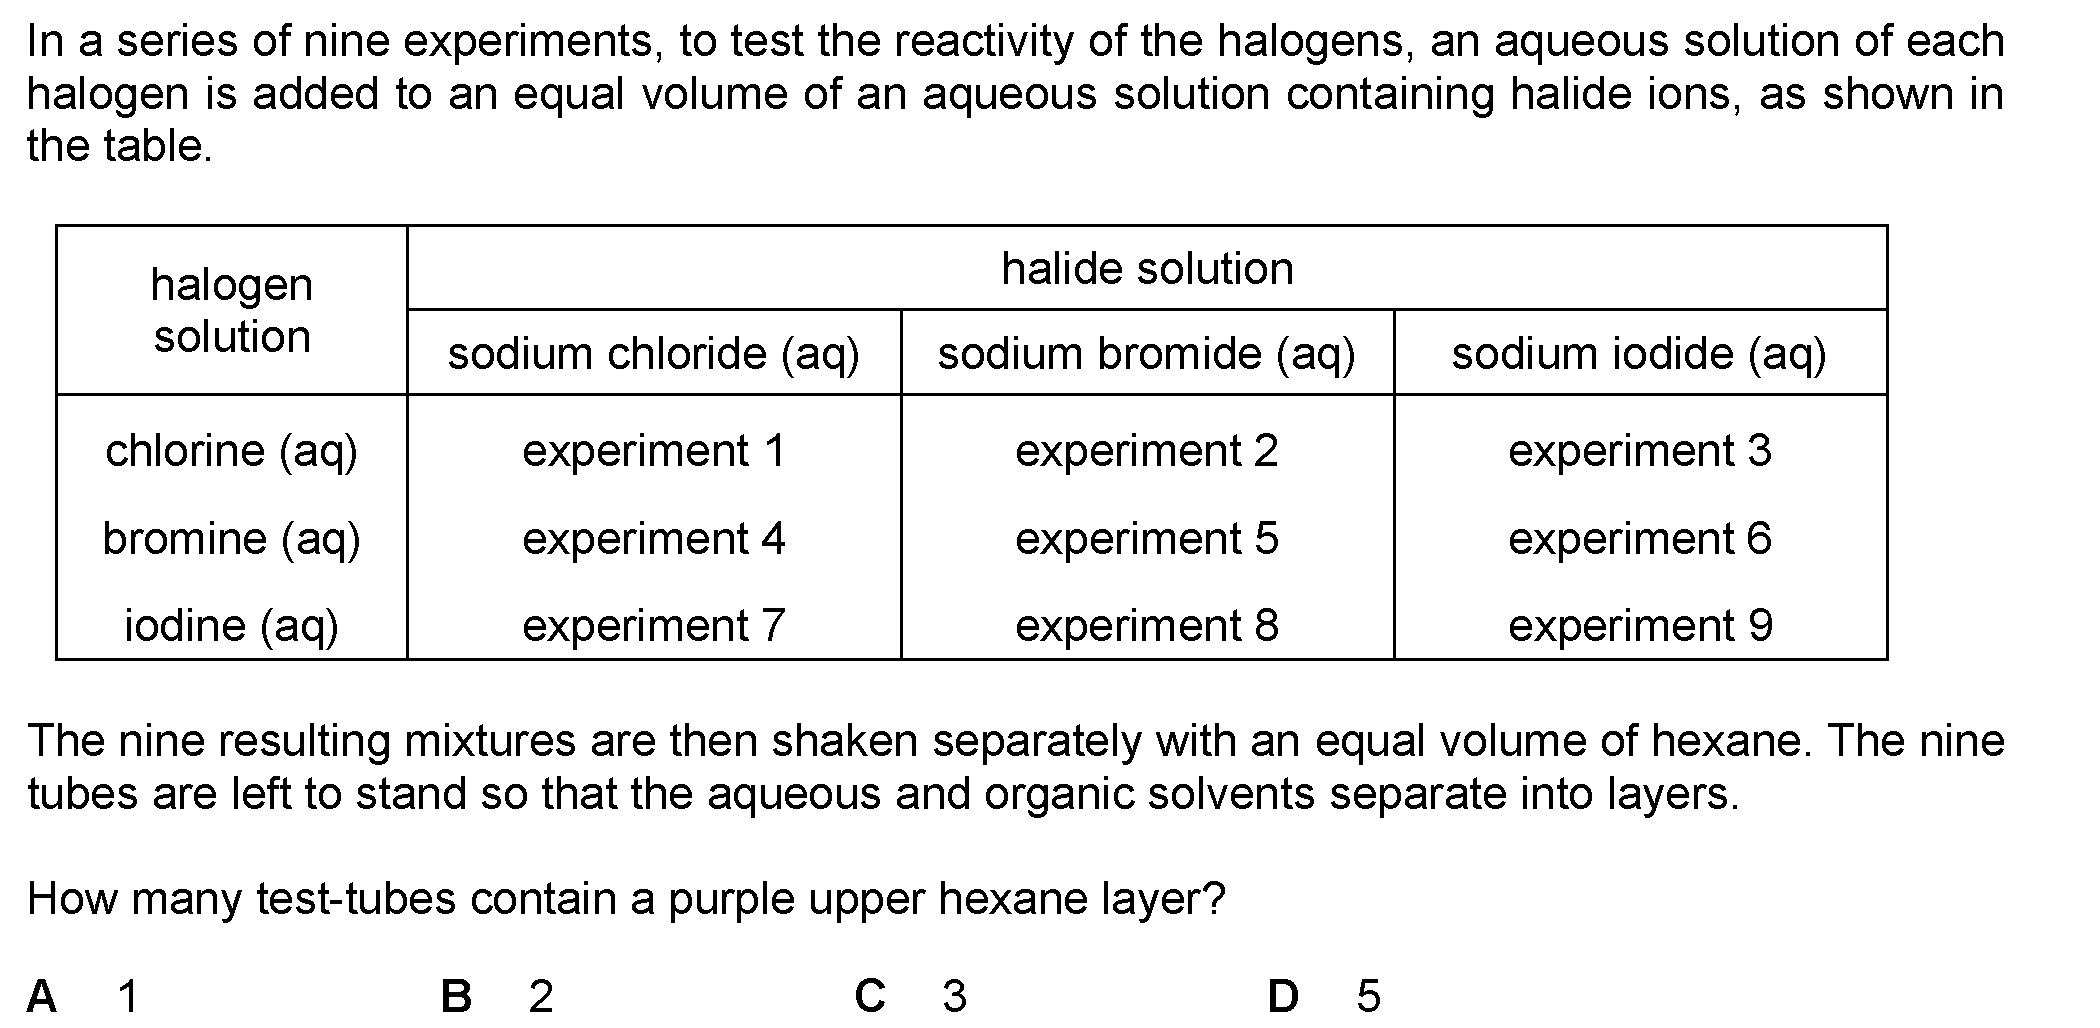 In a series of nine experiments, to test the reactivity of the halogens, an aqueous solution of each
halogen is added to an equal volume of an aqueous solution containing halide ions, as shown in
the table.
halogen
solution
halide solution
sodium chloride (aq) sodium bromide (aq) sodium iodide (aq)
chlorine (aq) experiment 1 experiment 2 experiment 3
bromine (aq) experiment 4 experiment 5 experiment 6
iodine (aq) experiment 7 experiment 8 experiment 9
The nine resulting mixtures are then shaken separately with an equal volume of hexane. The nine
tubes are left to stand so that the aqueous and organic solvents separate into layers.
How many test-tubes contain a purple upper hexane layer?
A 1 B 2 C 3 D 5